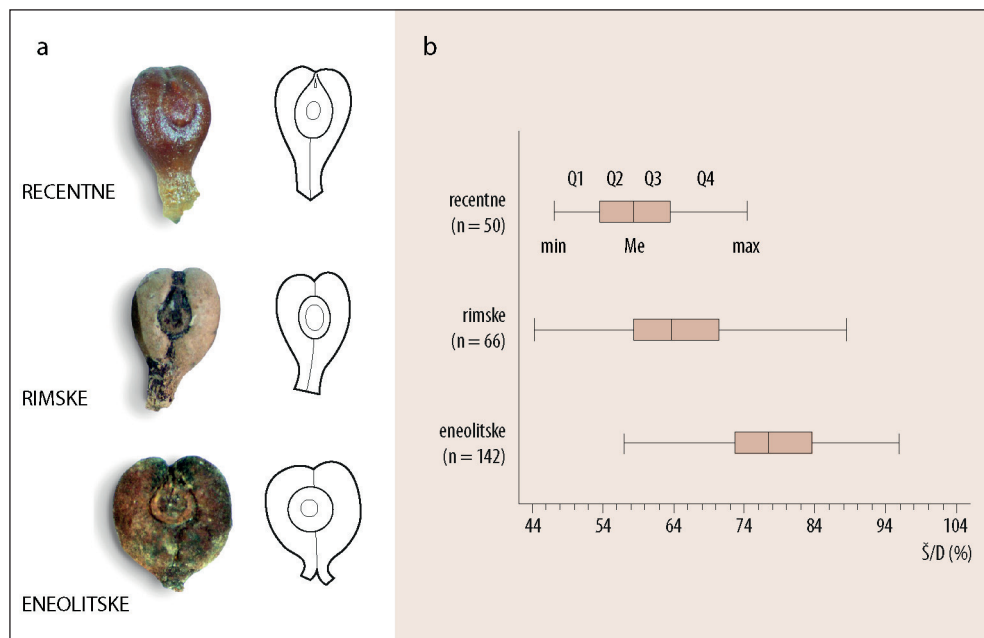 a
RECENTNE
RIMSKE
ENEOLITSKE
b
Q1 Q2 Q3 Q4
recentne
(n = 50)
min Me max
rimske
(n = 66)
eneolitske
(n = 142)
44 54 64 74 84 94 104
Š/D (%)